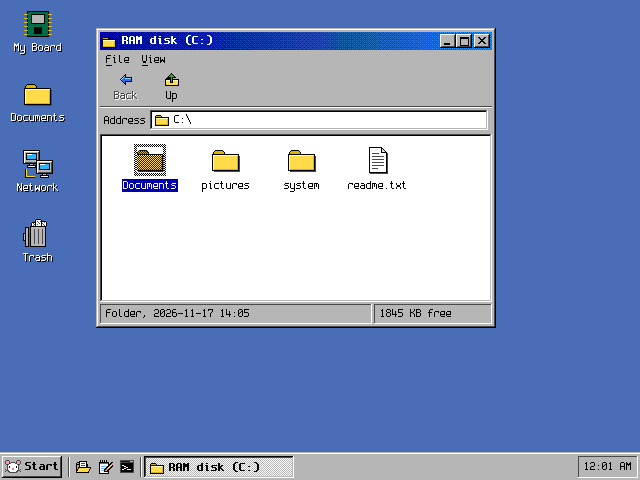 My Board
Documents
Network
Trash
RAM disk (C:)
File View
Back Up
Address C:\
Documents pictures system readme.txt
Folder, 2026-11-17 14:05 1845 KB free
Start RAM disk (C:) 12:01 AM